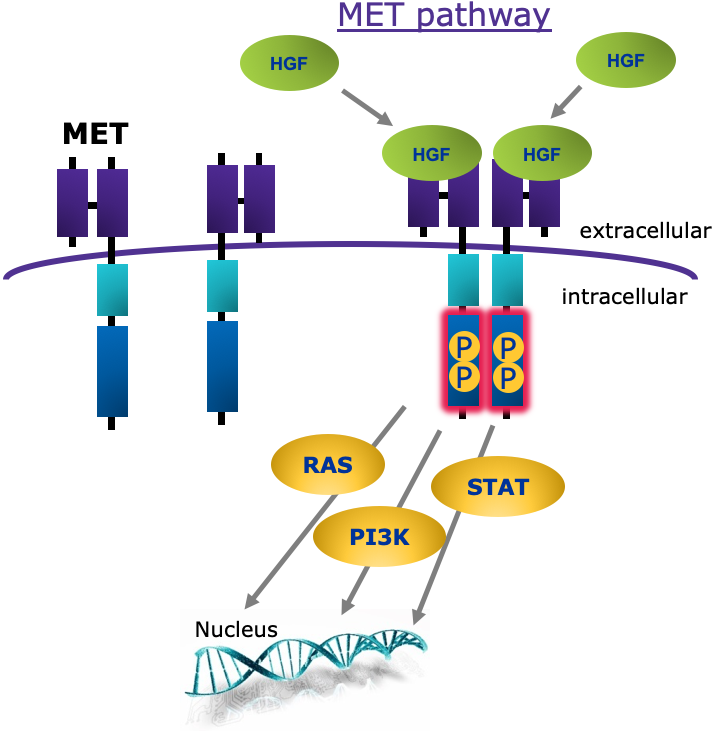 MET pathway
HGF
HGF
MET
HGF
HGF
extracellular
intracellular
P
P
P
P
RAS
STAT
PI3K
Nucleus